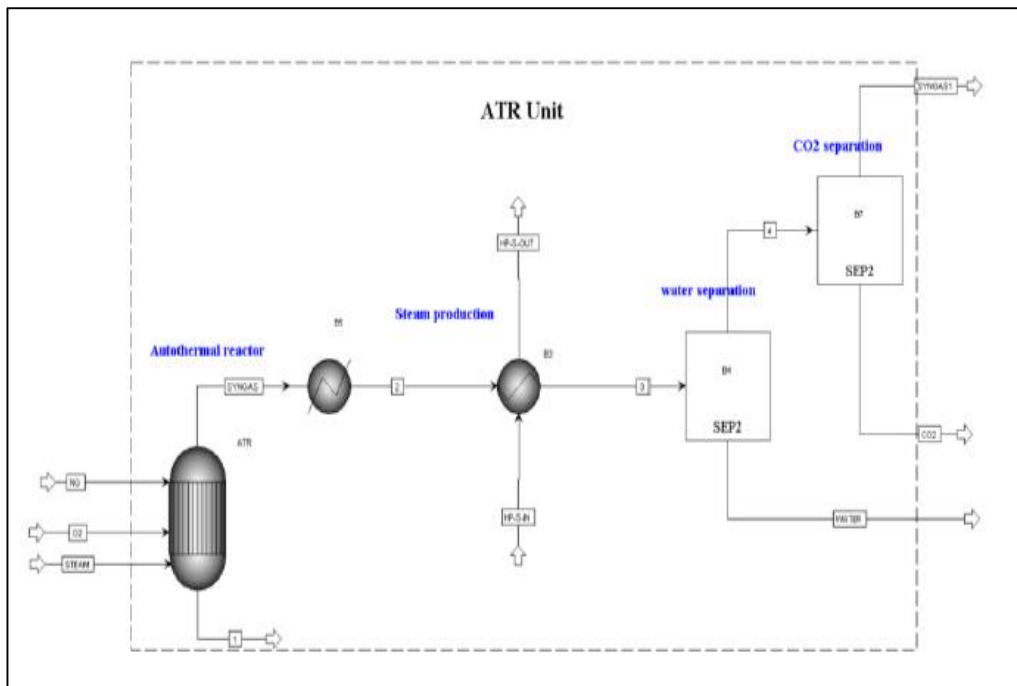 ATR Unit
SYNGAS1
CO2 separation
B7
SEP2
4
HP-S-OUT
water separation
Steam production
B3
Autothermal reactor
SYNGAS
2
3
B4
SEP2
CO2
ATR
NG
O2
STEAM
HP-S-IN
WATER
1